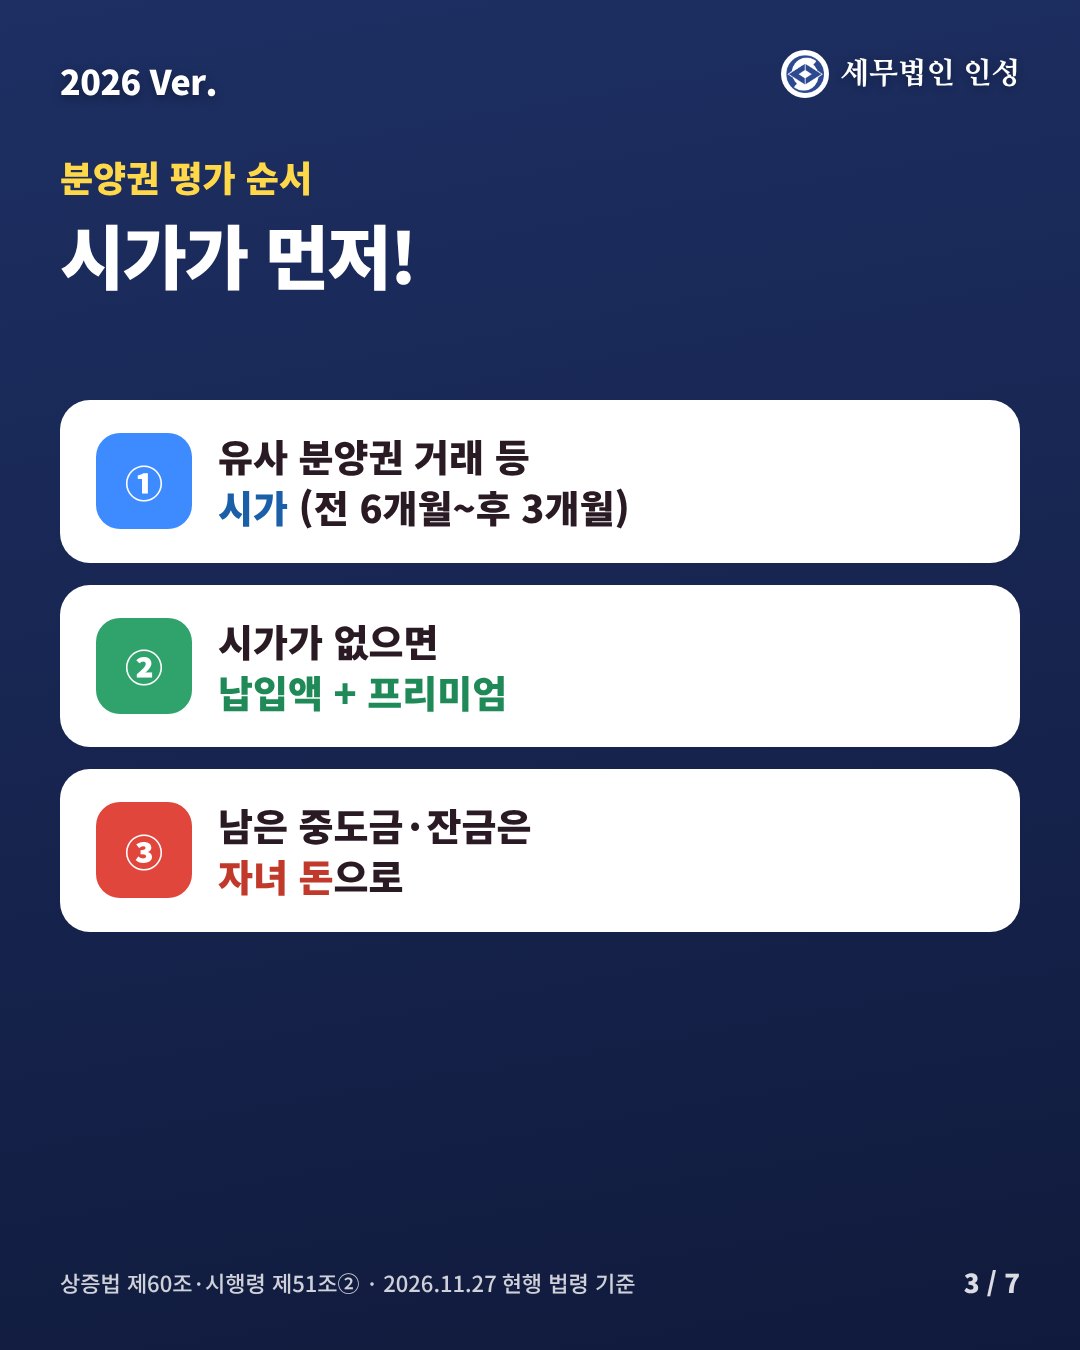 2026 Ver.
세무법인 인성
분양권 평가 순서
시가가 먼저!
①
유사 분양권 거래 등
시가 (전 6개월~후 3개월)
②
시가가 없으면
납입액 + 프리미엄
③
남은 중도금·잔금은
자녀 돈으로
상증법 제60조·시행령 제51조② · 2026.11.27 현행 법령 기준
3 / 7